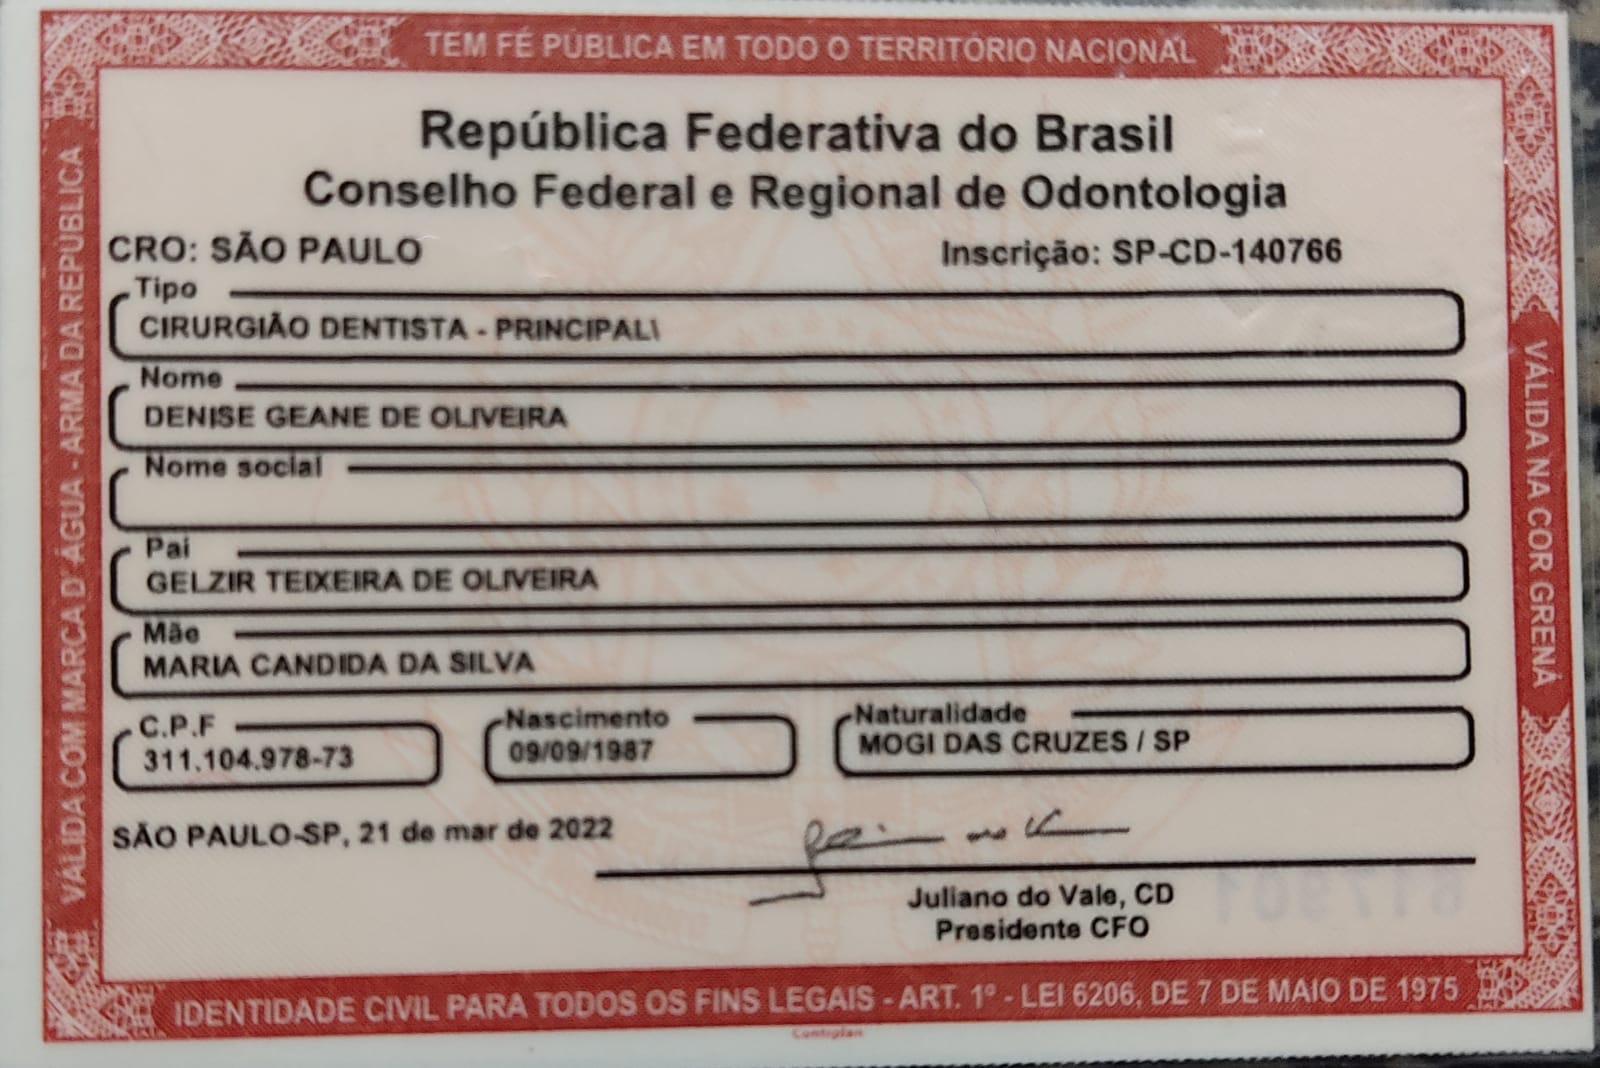 TEM FÉ PÚBLICA EM TODO O TERRITÓRIO NACIONAL
VÁLIDA COM MARCA D'ÁGUA - ARMA DA REPÚBLICA
República Federativa do Brasil
Conselho Federal e Regional de Odontologia
CRO: SÃO PAULO Inscrição: SP-CD-140766
Tipo
CIRURGIÃO DENTISTA - PRINCIPAL\
Nome
DENISE GEANE DE OLIVEIRA
Nome social
Pai
GELZIR TEIXEIRA DE OLIVEIRA
Mãe
MARIA CANDIDA DA SILVA
C.P.F Nascimento Naturalidade
311.104.978-73 09/09/1987 MOGI DAS CRUZES / SP
SÃO PAULO-SP, 21 de mar de 2022
Juliano do Vale, CD
Presidente CFO
VÁLIDA NA COR GRENÁ
IDENTIDADE CIVIL PARA TODOS OS FINS LEGAIS - ART. 1º - LEI 6206, DE 7 DE MAIO DE 1975
Contiplan